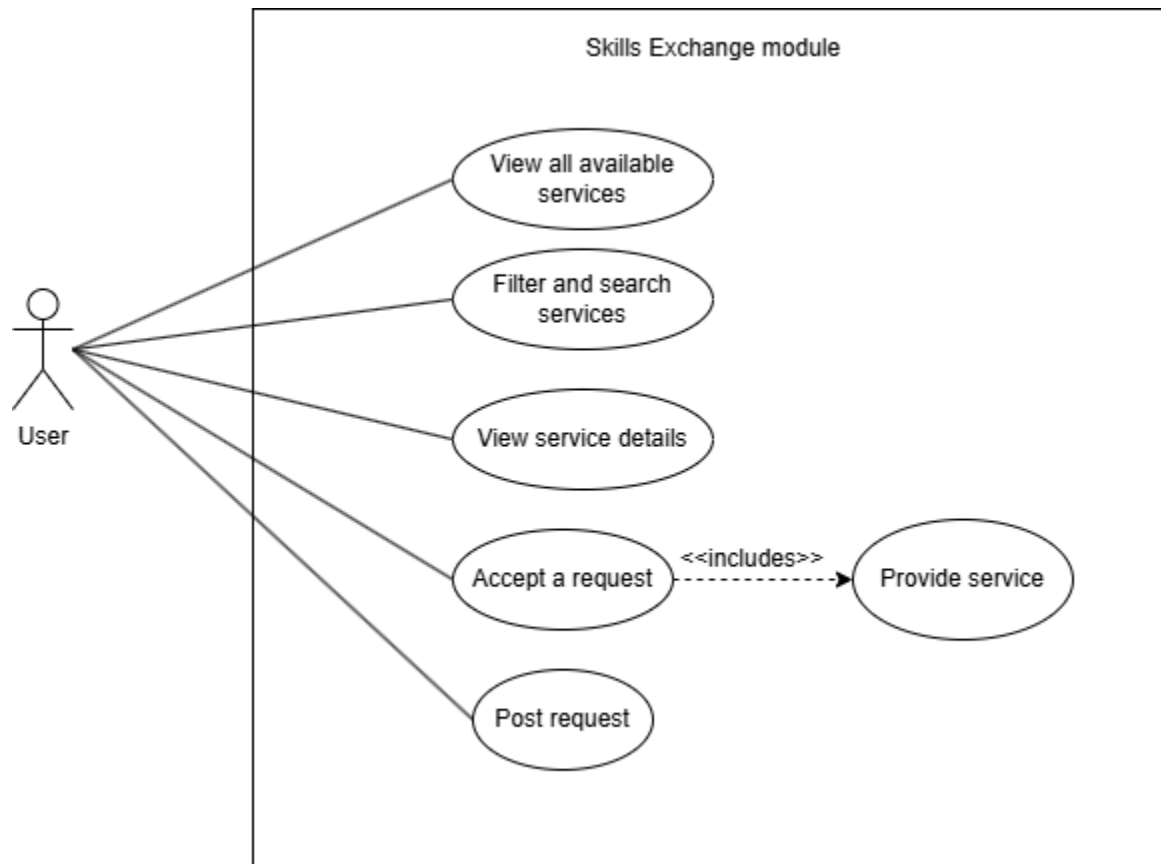 Skills Exchange module
View all available
services
Filter and search
services
User
View service details
Accept a request
<<includes>>
Provide service
Post request